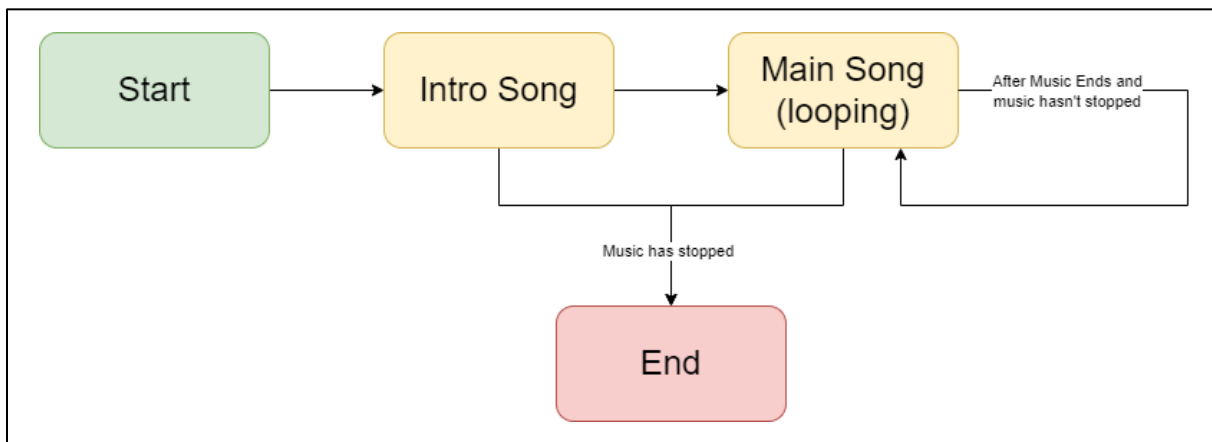 Start
Intro Song
Main Song
(looping)
After Music Ends and
music hasn't stopped
Music has stopped
End